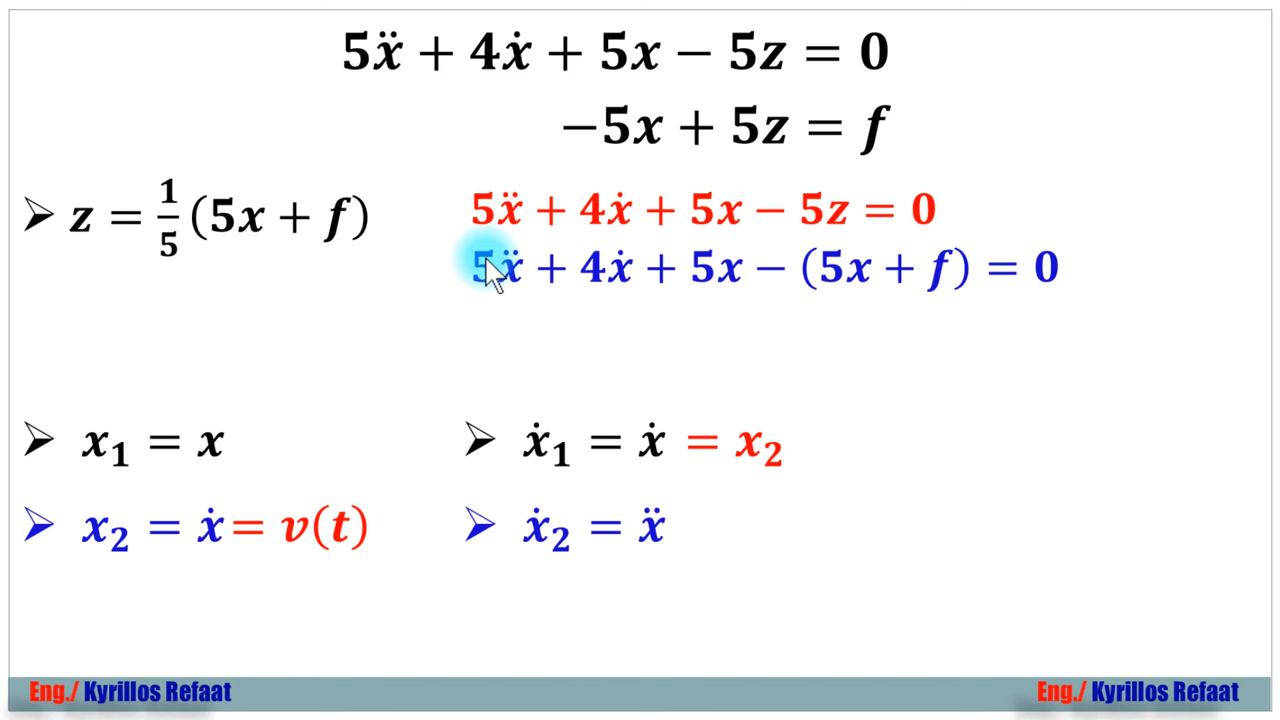 5ẍ + 4ẋ + 5x − 5z = 0
−5x + 5z = f
➢ z = 1/5 (5x + f)
5ẍ + 4ẋ + 5x − 5z = 0
5ẍ + 4ẋ + 5x − (5x + f) = 0
➢ x₁ = x
➢ ẋ₁ = ẋ = x₂
➢ x₂ = ẋ = v(t)
➢ ẋ₂ = ẍ
Eng./ Kyrillos Refaat
Eng./ Kyrillos Refaat